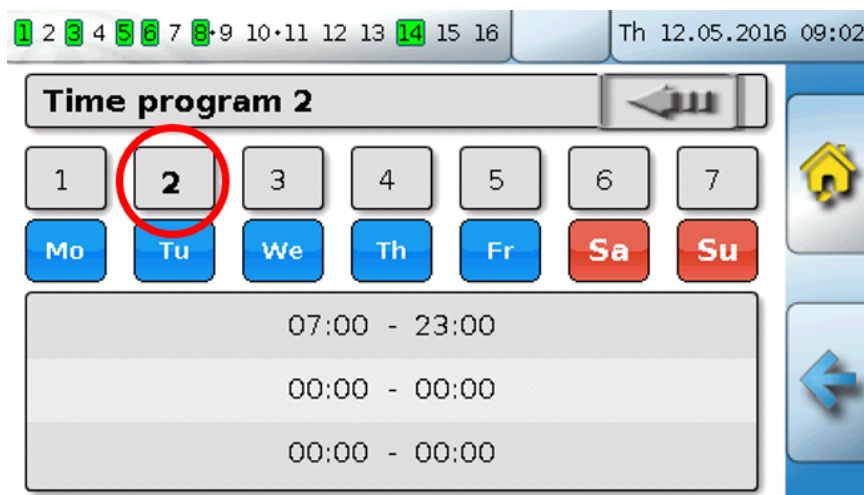 1 2 3 4 5 6 7 8•9 10•11 12 13 14 15 16 Th 12.05.2016 09:02
Time program 2
1 2 3 4 5 6 7
Mo Tu We Th Fr Sa Su
07:00 - 23:00
00:00 - 00:00
00:00 - 00:00